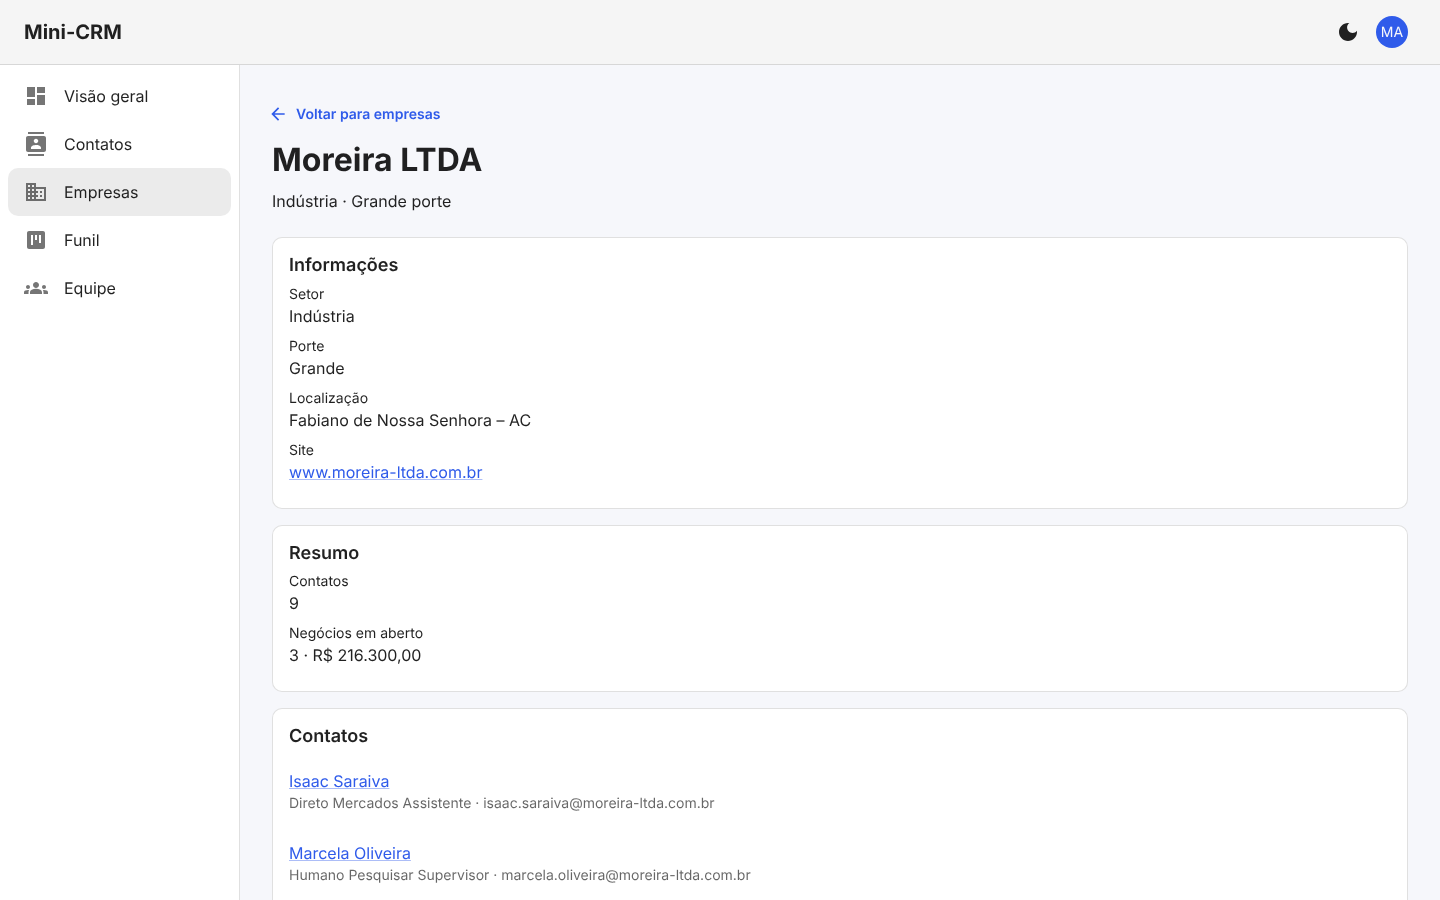 Mini-CRM
MA
Visão geral
Contatos
Empresas
Funil
Equipe
Voltar para empresas
Moreira LTDA
Indústria · Grande porte
Informações
Setor
Indústria
Porte
Grande
Localização
Fabiano de Nossa Senhora – AC
Site
www.moreira-ltda.com.br
Resumo
Contatos
9
Negócios em aberto
3 · R$ 216.300,00
Contatos
Isaac Saraiva
Direto Mercados Assistente · isaac.saraiva@moreira-ltda.com.br
Marcela Oliveira
Humano Pesquisar Supervisor · marcela.oliveira@moreira-ltda.com.br